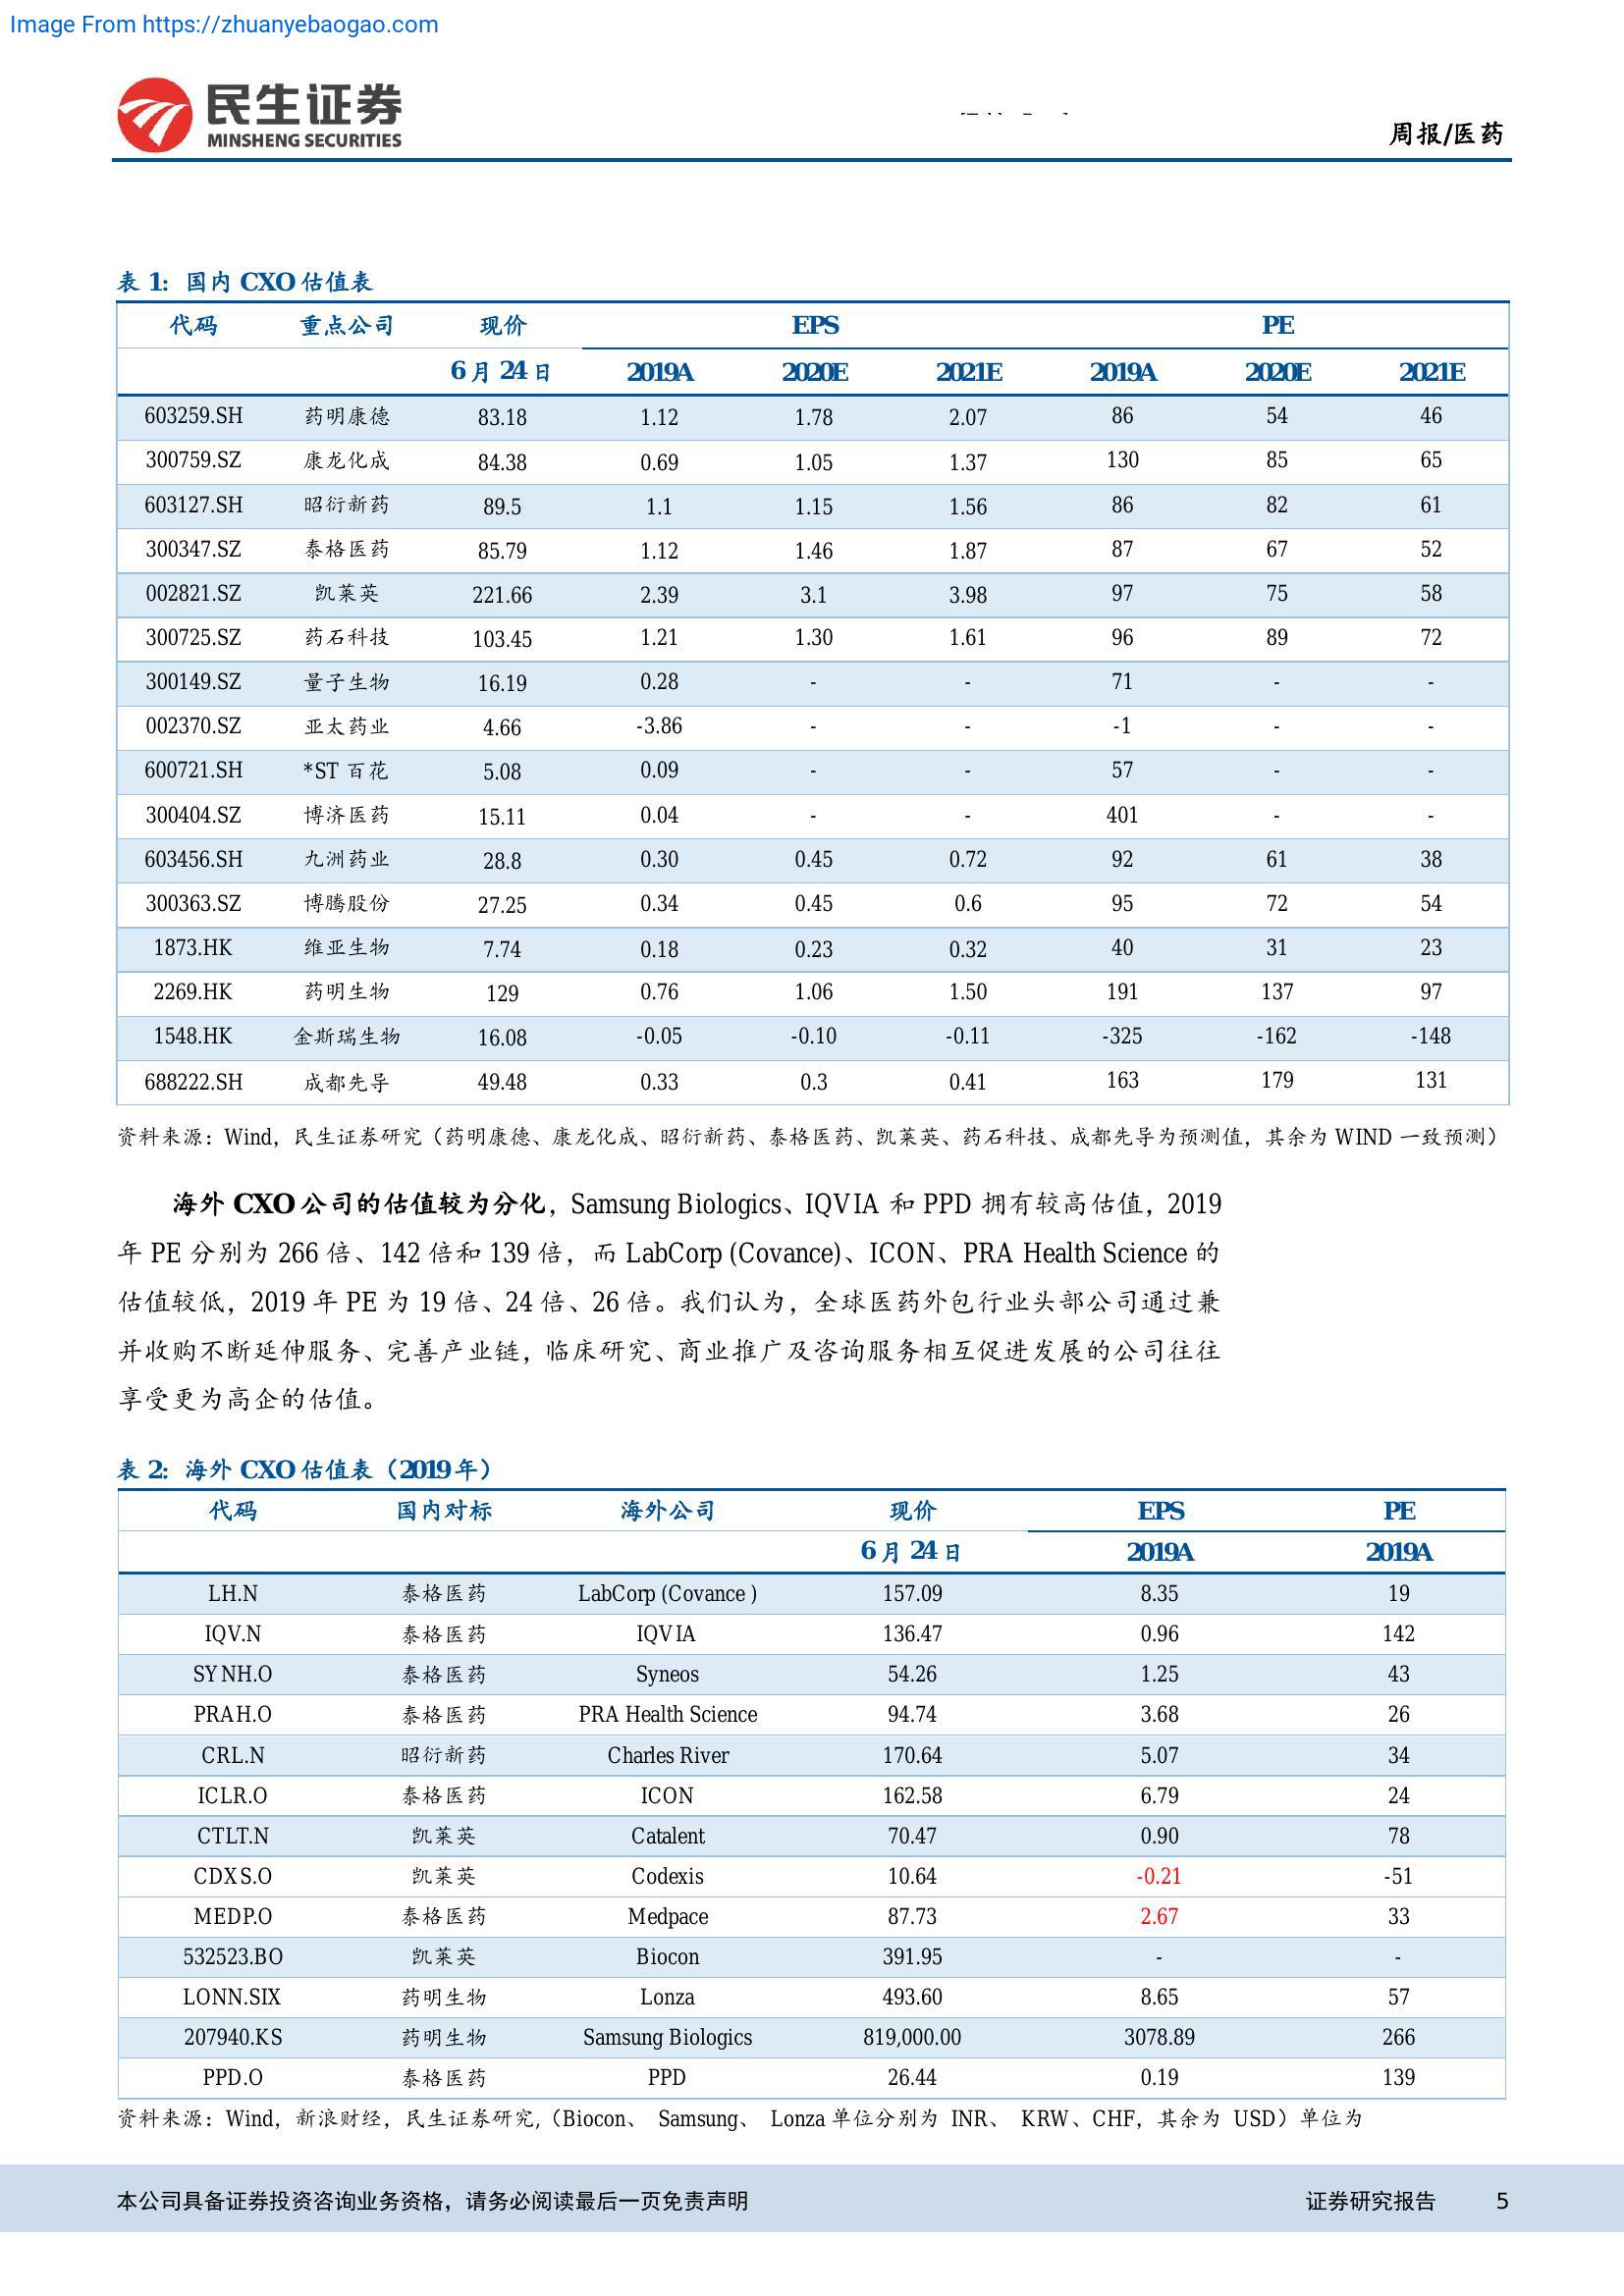 Image From https://zhuanyebaogao.com
民生证券
MINSHENG SECURITIES
周报/医药
表 1: 国内 CXO 估值表
代码 重点公司 现价 EPS PE
6 月 24 日 2019A 2020E 2021E 2019A 2020E 2021E
603259.SH 药明康德 83.18 1.12 1.78 2.07 86 54 46
300759.SZ 康龙化成 84.38 0.69 1.05 1.37 130 85 65
603127.SH 昭衍新药 89.5 1.1 1.15 1.56 86 82 61
300347.SZ 泰格医药 85.79 1.12 1.46 1.87 87 67 52
002821.SZ 凯莱英 221.66 2.39 3.1 3.98 97 75 58
300725.SZ 药石科技 103.45 1.21 1.30 1.61 96 89 72
300149.SZ 量子生物 16.19 0.28 - - 71 - -
002370.SZ 亚太药业 4.66 -3.86 - - -1 - -
600721.SH *ST 百花 5.08 0.09 - - 57 - -
300404.SZ 博济医药 15.11 0.04 - - 401 - -
603456.SH 九洲药业 28.8 0.30 0.45 0.72 92 61 38
300363.SZ 博腾股份 27.25 0.34 0.45 0.6 95 72 54
1873.HK 维亚生物 7.74 0.18 0.23 0.32 40 31 23
2269.HK 药明生物 129 0.76 1.06 1.50 191 137 97
1548.HK 金斯瑞生物 16.08 -0.05 -0.10 -0.11 -325 -162 -148
688222.SH 成都先导 49.48 0.33 0.3 0.41 163 179 131
资料来源：Wind，民生证券研究（药明康德、康龙化成、昭衍新药、泰格医药、凯莱英、药石科技、成都先导为预测值，其余为 WIND 一致预测）
海外 CXO 公司的估值较为分化，Samsung Biologics、IQVIA 和 PPD 拥有较高估值，2019
年 PE 分别为 266 倍、142 倍和 139 倍，而 LabCorp (Covance)、ICON、PRA Health Science 的
估值较低，2019 年 PE 为 19 倍、24 倍、26 倍。我们认为，全球医药外包行业头部公司通过兼
并收购不断延伸服务、完善产业链，临床研究、商业推广及咨询服务相互促进发展的公司往往
享受更为高企的估值。
表 2: 海外 CXO 估值表（2019 年）
代码 国内对标 海外公司 现价 EPS PE
6 月 24 日 2019A 2019A
LH.N 泰格医药 LabCorp (Covance ) 157.09 8.35 19
IQV.N 泰格医药 IQVIA 136.47 0.96 142
SYNH.O 泰格医药 Syneos 54.26 1.25 43
PRAH.O 泰格医药 PRA Health Science 94.74 3.68 26
CRL.N 昭衍新药 Charles River 170.64 5.07 34
ICLR.O 泰格医药 ICON 162.58 6.79 24
CTLT.N 凯莱英 Catalent 70.47 0.90 78
CDXS.O 凯莱英 Codexis 10.64 -0.21 -51
MEDP.O 泰格医药 Medpace 87.73 2.67 33
532523.BO 凯莱英 Biocon 391.95 - -
LONN.SIX 药明生物 Lonza 493.60 8.65 57
207940.KS 药明生物 Samsung Biologics 819,000.00 3078.89 266
PPD.O 泰格医药 PPD 26.44 0.19 139
资料来源：Wind，新浪财经，民生证券研究,（Biocon、 Samsung、 Lonza 单位分别为 INR、 KRW、CHF，其余为 USD）单位为
本公司具备证券投资咨询业务资格，请务必阅读最后一页免责声明 证券研究报告 5